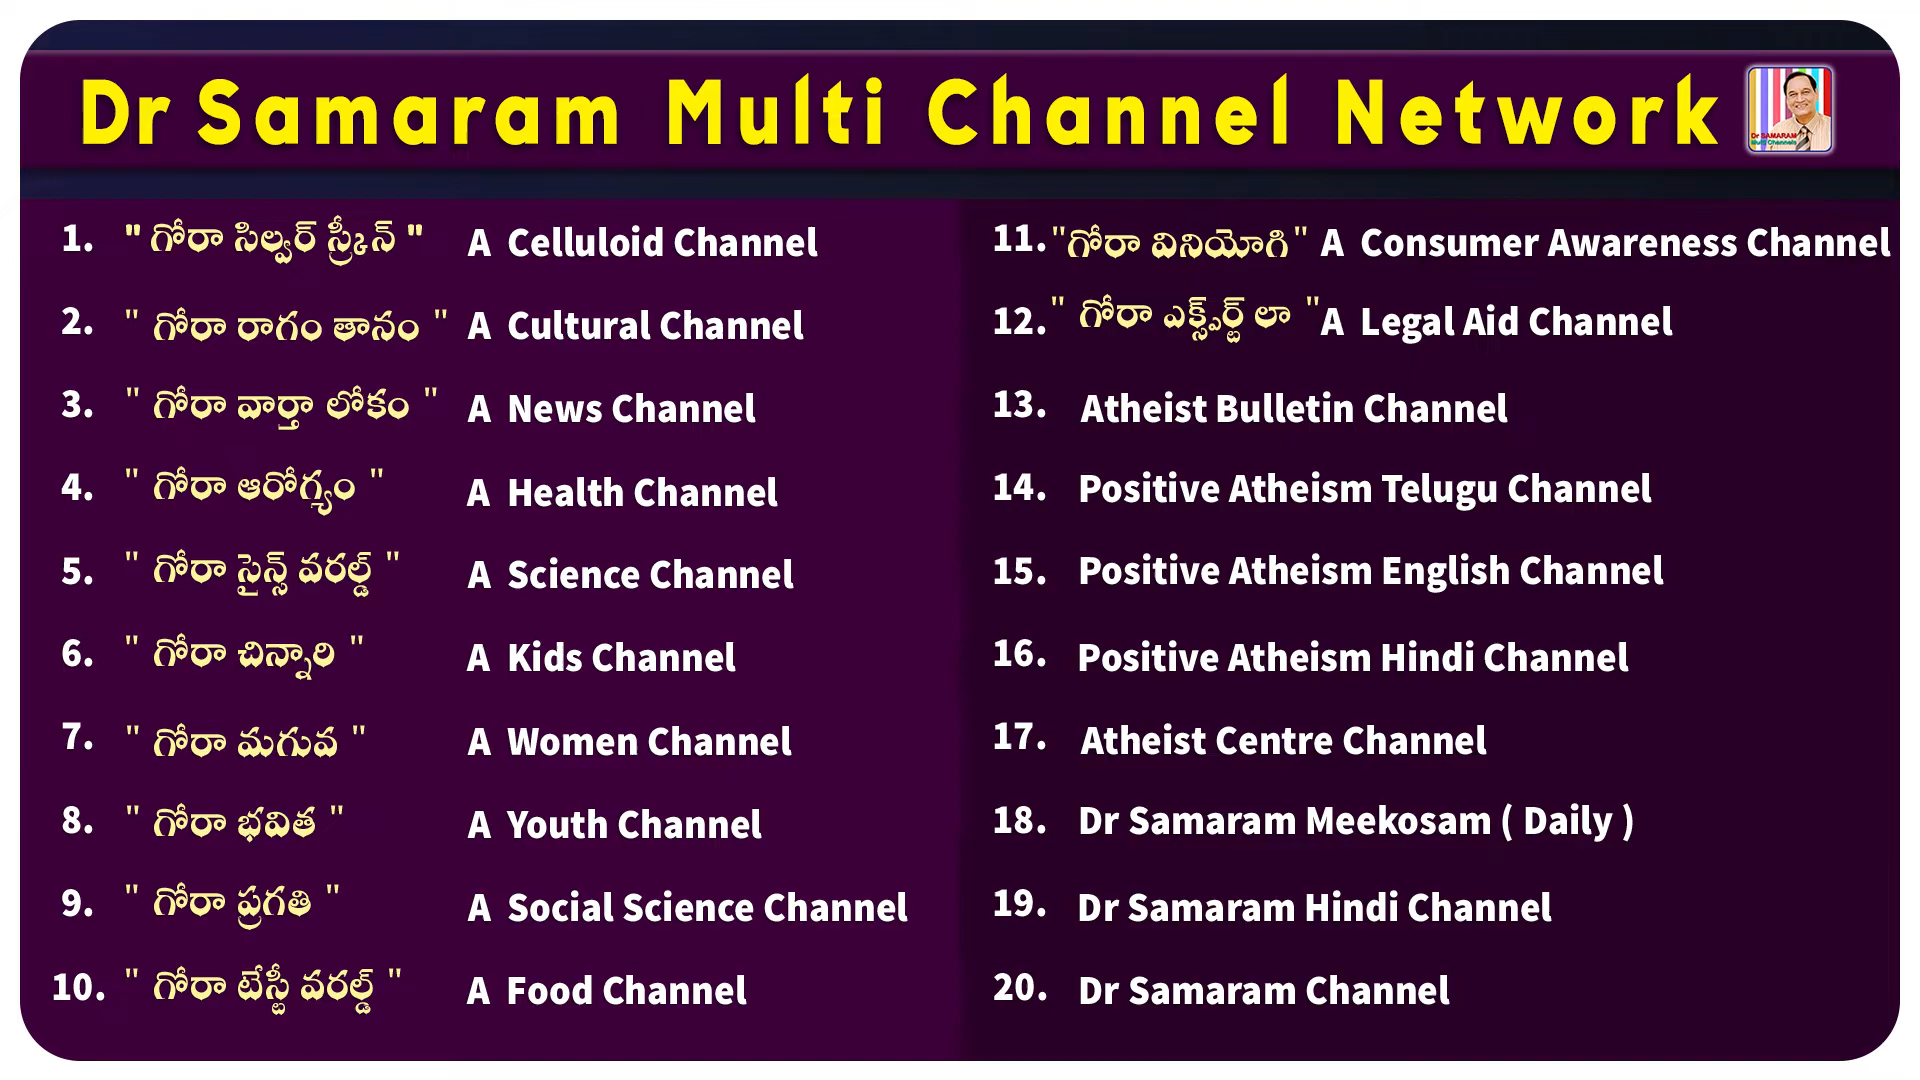 Dr Samaram Multi Channel Network
Dr SAMARAM
Multi Channels
1. " గోరా సిల్వర్ స్క్రీన్ " A Celluloid Channel
2. " గోరా రాగం తానం " A Cultural Channel
3. " గోరా వార్తా లోకం " A News Channel
4. " గోరా ఆరోగ్యం " A Health Channel
5. " గోరా సైన్స్ వరల్డ్ " A Science Channel
6. " గోరా చిన్నారి " A Kids Channel
7. " గోరా మగువ " A Women Channel
8. " గోరా భవిత " A Youth Channel
9. " గోరా ప్రగతి " A Social Science Channel
10. " గోరా టేస్టీ వరల్డ్ " A Food Channel
11. "గోరా వినియోగి" A Consumer Awareness Channel
12. " గోరా ఎక్స్పర్ట్ లా " A Legal Aid Channel
13. Atheist Bulletin Channel
14. Positive Atheism Telugu Channel
15. Positive Atheism English Channel
16. Positive Atheism Hindi Channel
17. Atheist Centre Channel
18. Dr Samaram Meekosam ( Daily )
19. Dr Samaram Hindi Channel
20. Dr Samaram Channel